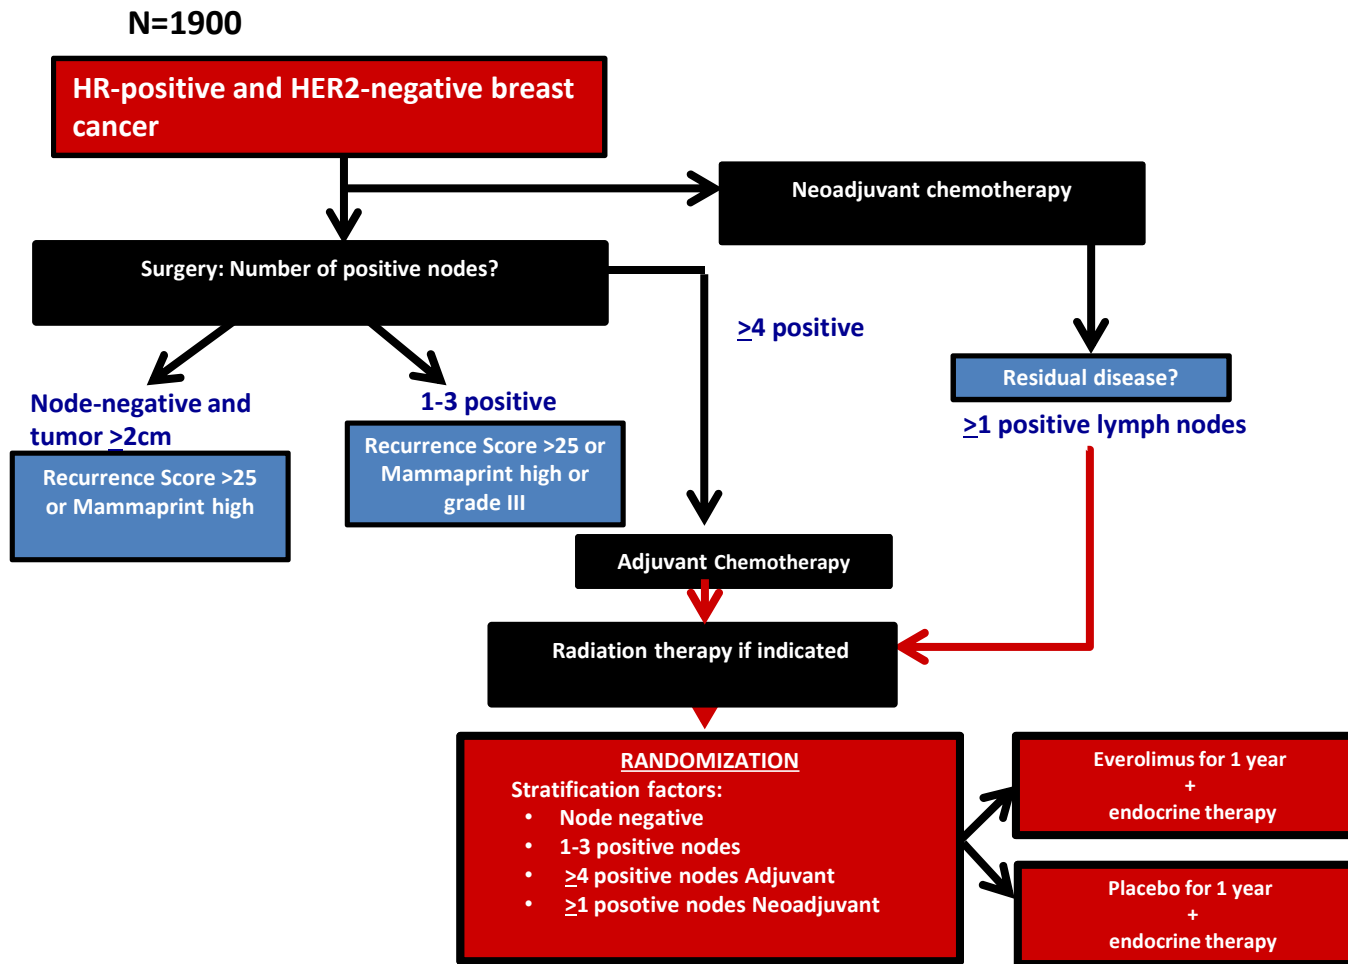 N=1900
HR-positive and HER2-negative breast
cancer
Neoadjuvant chemotherapy
Surgery: Number of positive nodes?
≥4 positive
Residual disease?
≥1 positive lymph nodes
Node-negative and
tumor ≥2cm
1-3 positive
Recurrence Score >25
or Mammaprint high
Recurrence Score >25 or
Mammaprint high or
grade III
Adjuvant Chemotherapy
Radiation therapy if indicated
RANDOMIZATION
Stratification factors:
• Node negative
• 1-3 positive nodes
• ≥4 positive nodes Adjuvant
• ≥1 posotive nodes Neoadjuvant
Everolimus for 1 year
+
endocrine therapy
Placebo for 1 year
+
endocrine therapy